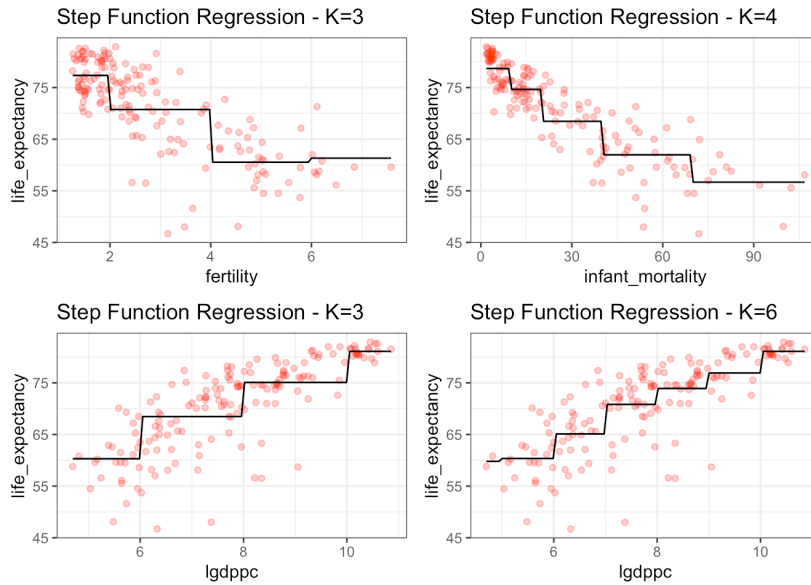 Step Function Regression - K=3
life_expectancy
75
65
55
45
2
4
6
fertility
Step Function Regression - K=4
life_expectancy
75
65
55
45
0
30
60
90
infant_mortality
Step Function Regression - K=3
life_expectancy
75
65
55
45
6
8
10
lgdppc
Step Function Regression - K=6
life_expectancy
75
65
55
45
6
8
10
lgdppc